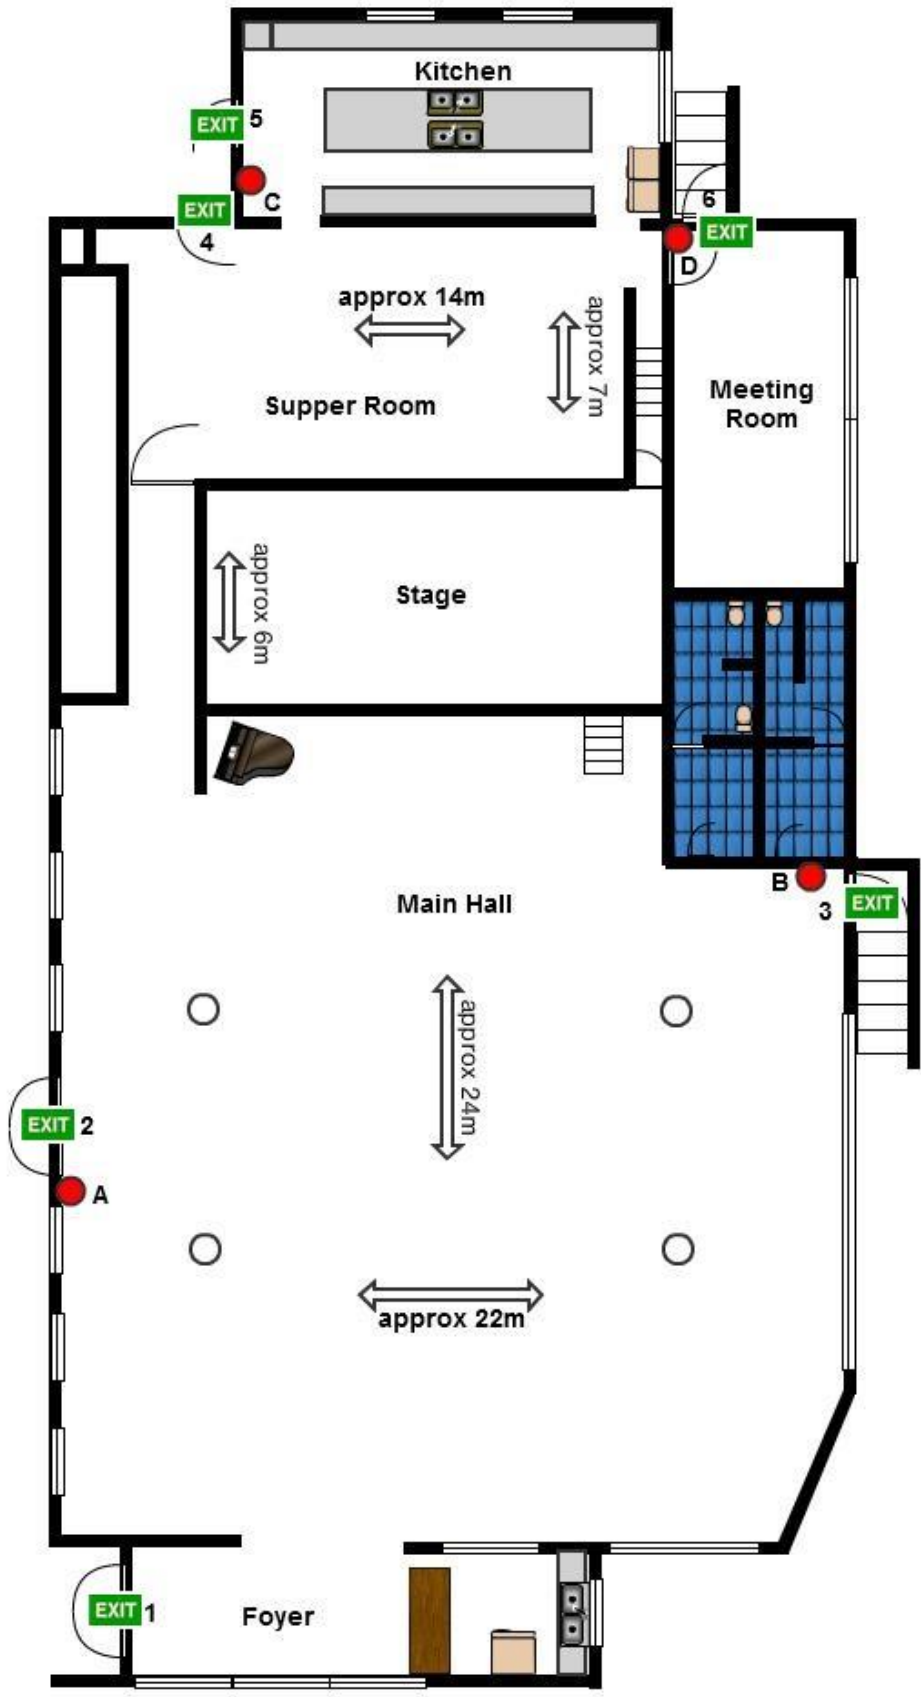 Kitchen
EXIT 5
C
EXIT
4
6
EXIT
D
approx 14m
approx 7m
Supper Room
Meeting
Room
approx 6m
Stage
Main Hall
B
3 EXIT
approx 24m
EXIT 2
A
approx 22m
EXIT 1
Foyer